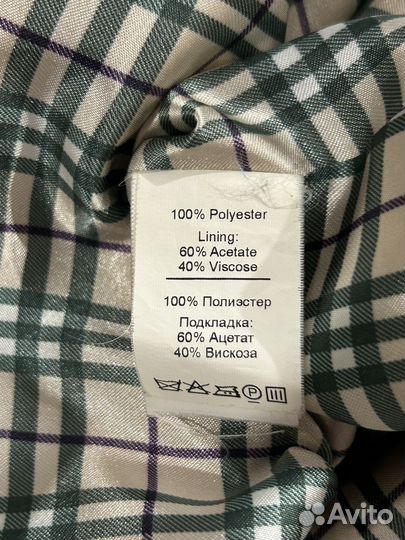 100% Polyester
Lining:
60% Acetate
40% Viscose
100% Полиэстер
Подкладка:
60% Ацетат
40% Вискоза
P
Avito